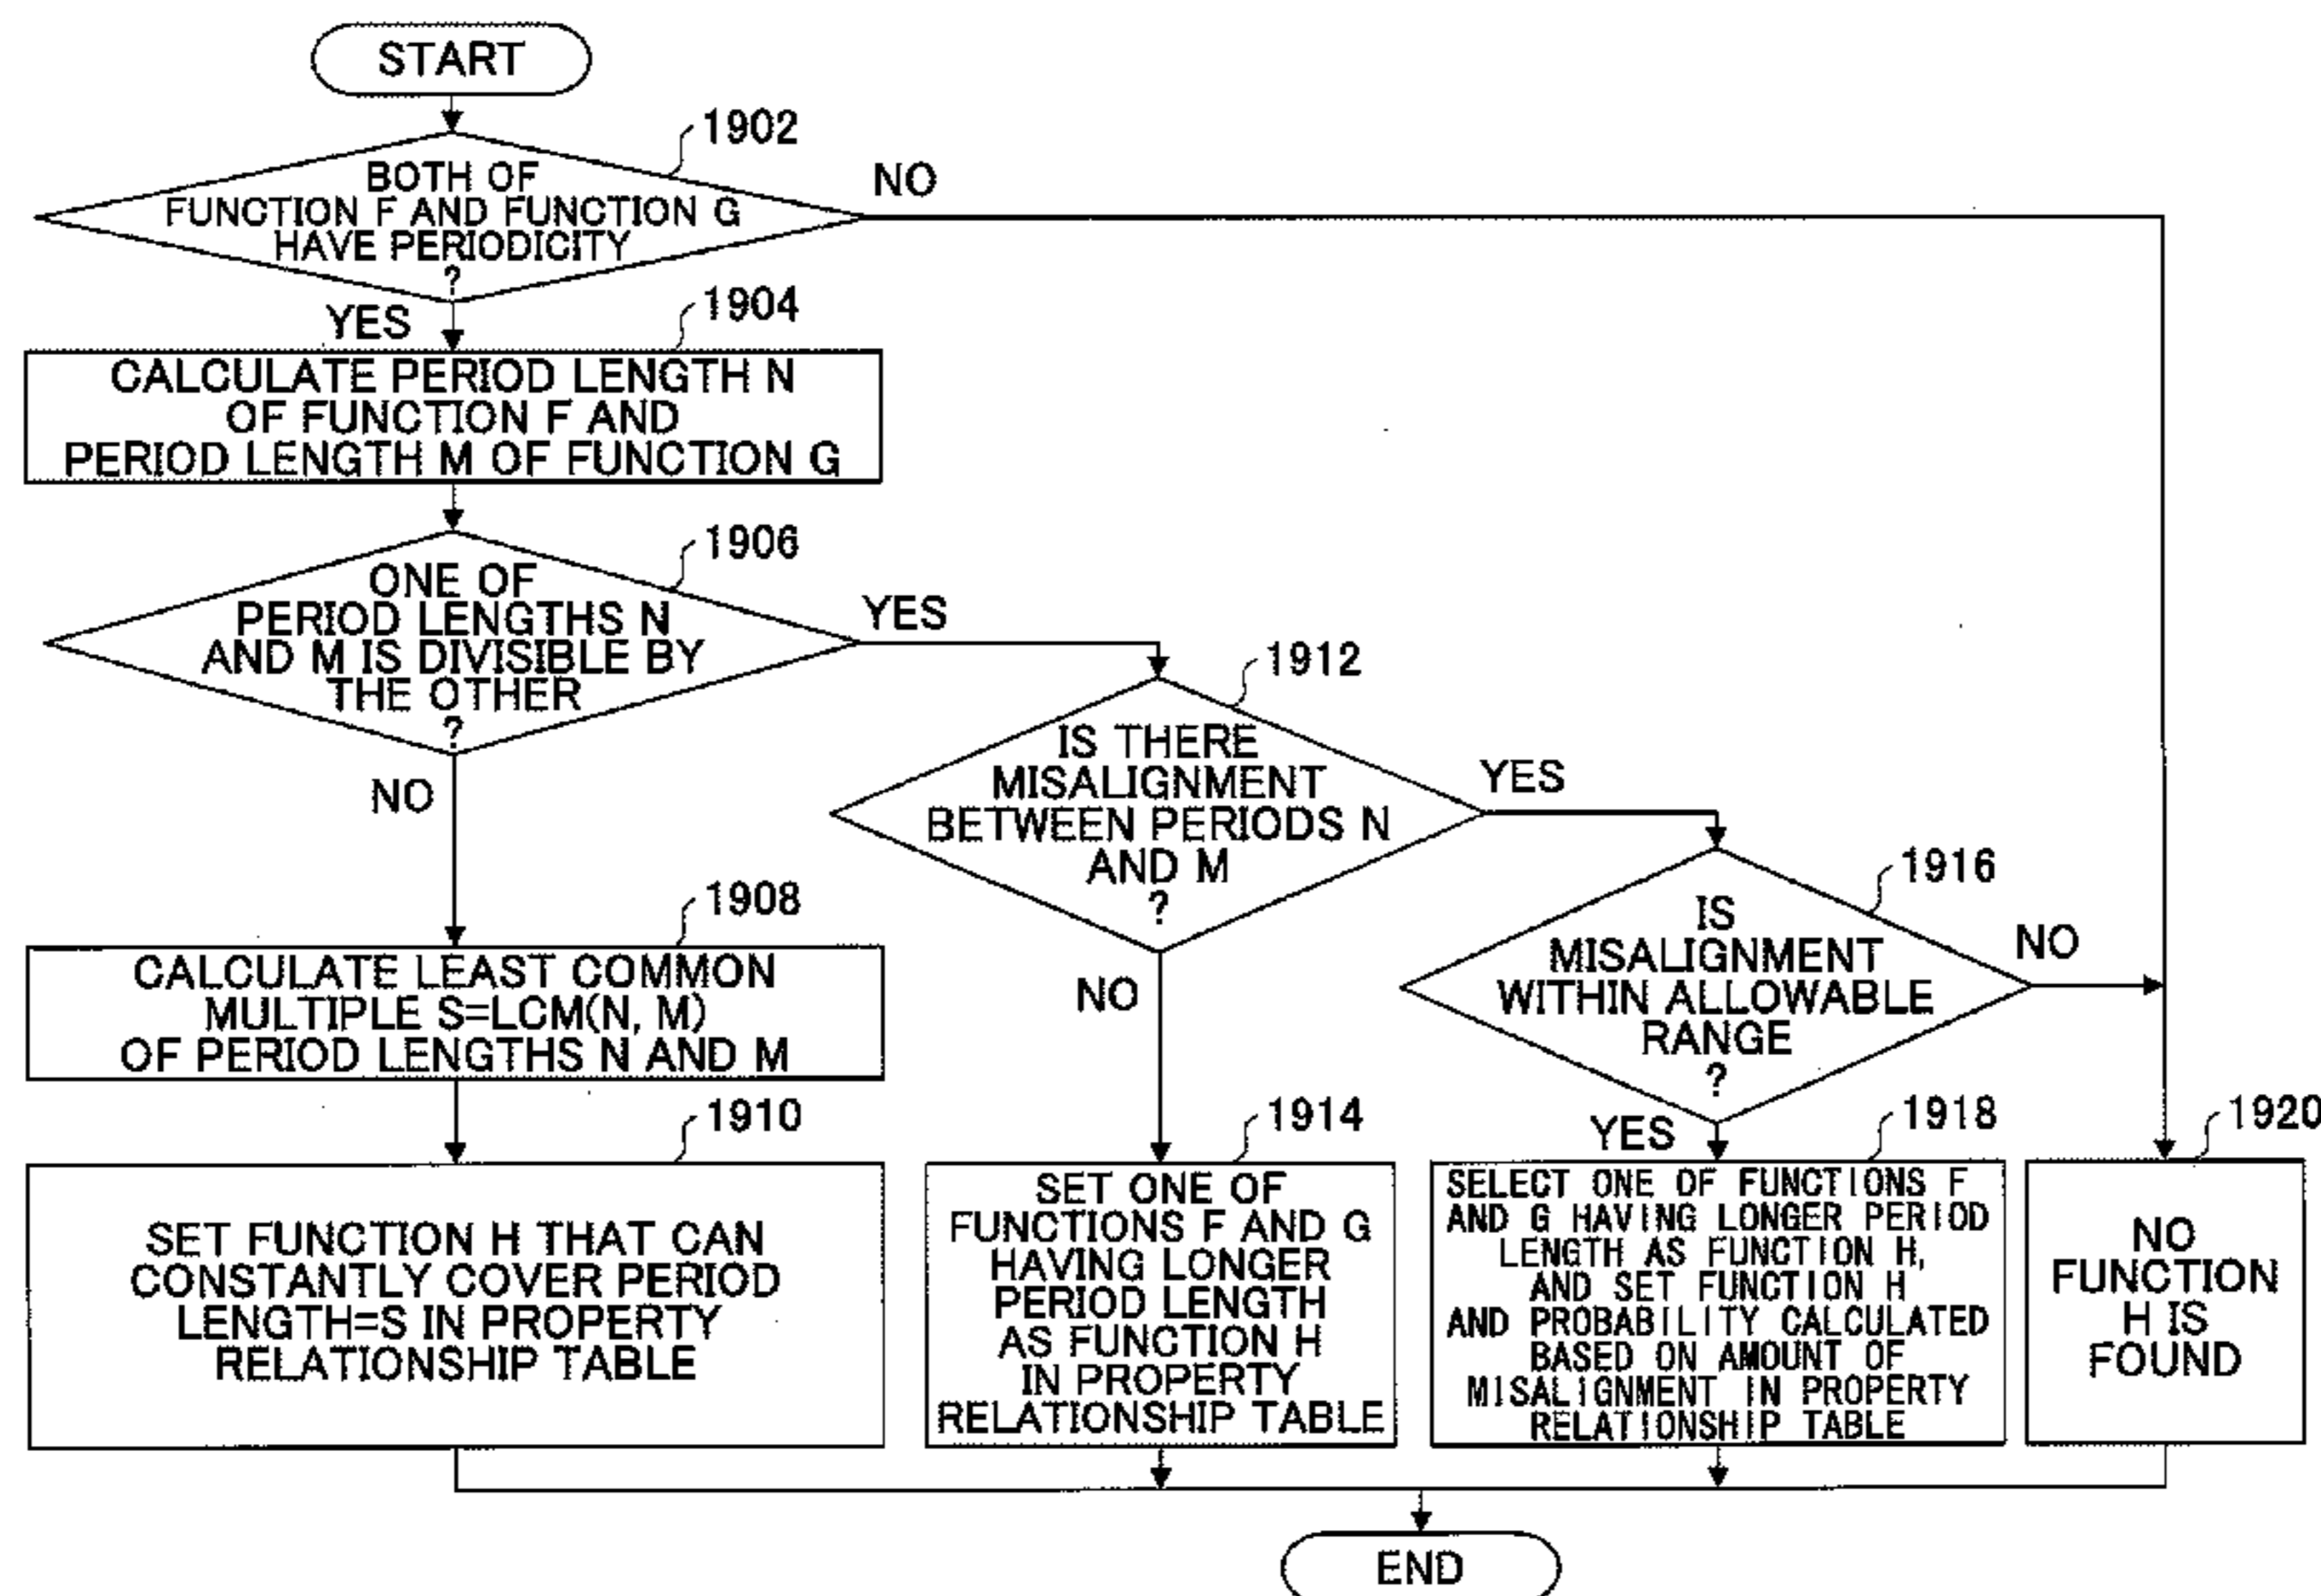 START
1902
BOTH OF
FUNCTION F AND FUNCTION G
HAVE PERIODICITY
?
NO
YES
1904
CALCULATE PERIOD LENGTH N
OF FUNCTION F AND
PERIOD LENGTH M OF FUNCTION G
1906
ONE OF
PERIOD LENGTHS N
AND M IS DIVISIBLE BY
THE OTHER
?
YES
NO
1912
IS THERE
MISALIGNMENT
BETWEEN PERIODS N
AND M
?
YES
NO
1916
IS
MISALIGNMENT
WITHIN ALLOWABLE
RANGE
?
NO
YES
1908
CALCULATE LEAST COMMON
MULTIPLE S=LCM(N, M)
OF PERIOD LENGTHS N AND M
1910
SET FUNCTION H THAT CAN
CONSTANTLY COVER PERIOD
LENGTH=S IN PROPERTY
RELATIONSHIP TABLE
1914
SET ONE OF
FUNCTIONS F AND G
HAVING LONGER
PERIOD LENGTH
AS FUNCTION H
IN PROPERTY
RELATIONSHIP TABLE
1918
SELECT ONE OF FUNCTIONS F
AND G HAVING LONGER PERIOD
LENGTH AS FUNCTION H,
AND SET FUNCTION H
AND PROBABILITY CALCULATED
BASED ON AMOUNT OF
MISALIGNMENT IN PROPERTY
RELATIONSHIP TABLE
1920
NO
FUNCTION
H IS
FOUND
END